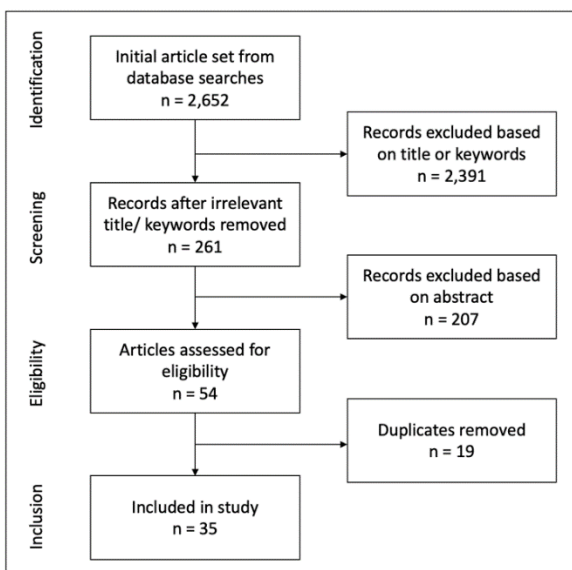 Identification
Initial article set from
database searches
n = 2,652
Records excluded based
on title or keywords
n = 2,391
Screening
Records after irrelevant
title/ keywords removed
n = 261
Records excluded based
on abstract
n = 207
Eligibility
Articles assessed for
eligibility
n = 54
Duplicates removed
n = 19
Inclusion
Included in study
n = 35